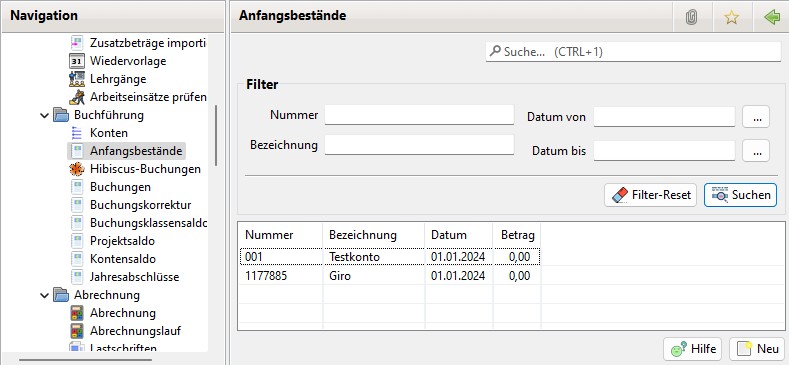 Navigation
Zusatzbeträge importi
Wiedervorlage
Lehrgänge
Arbeitseinsätze prüfen
Buchführung
Konten
Anfangsbestände
Hibiscus-Buchungen
Buchungen
Buchungskorrektur
Buchungsklassensaldo
Projektsaldo
Kontensaldo
Jahresabschlüsse
Abrechnung
Abrechnung
Abrechnungslauf
Lastschriften
Anfangsbestände
Suche... (CTRL+1)
Filter
Nummer
Datum von
...
Bezeichnung
Datum bis
...
Filter-Reset
Suchen
Nummer Bezeichnung Datum Betrag
001 Testkonto 01.01.2024 0,00
1177885 Giro 01.01.2024 0,00
Hilfe
Neu